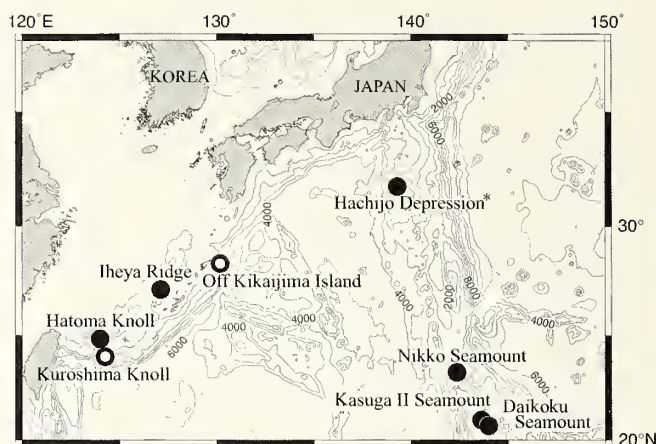 120°E 130° 140° 150°
KOREA
JAPAN
2000
6000
Hachijo Depression*
30°
4000
Iheya Ridge
Off Kikaijima Island
8000
2000
4000
4000
4000
4000
4000
Hatoma Knoll
6000
Kuroshima Knoll
Nikko Seamount
6000
Kasuga II Seamount
Daikoku
Seamount
20°